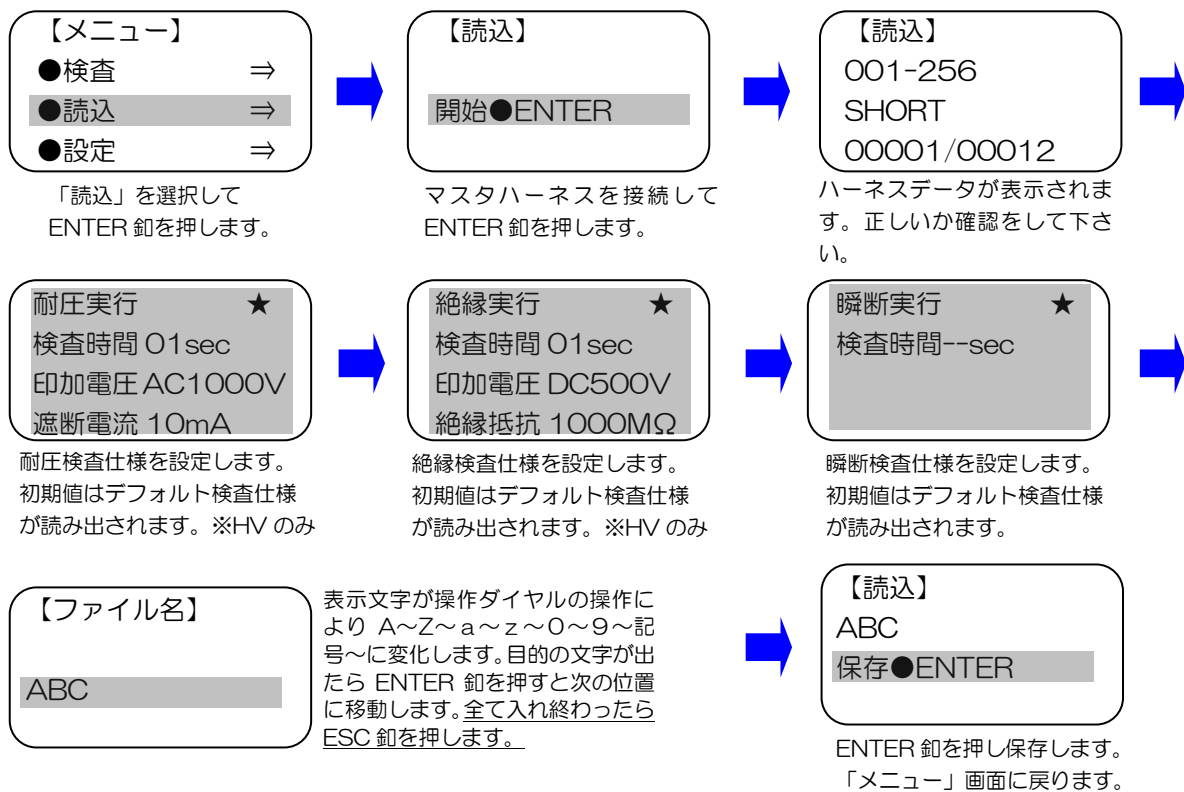 【メニュー】
●検査 ⇒
●読込 ⇒
●設定 ⇒
「読込」を選択して
ENTER 釦を押します。
【読込】
開始●ENTER
マスタハーネスを接続して
ENTER 釦を押します。
【読込】
001-256
SHORT
00001/00012
ハーネスデータが表示されま
す。正しいか確認をして下さ
い。
耐圧実行 ★
検査時間 01sec
印加電圧 AC1000V
遮断電流 10mA
耐圧検査仕様を設定します。
初期値はデフォルト検査仕様
が読み出されます。※HV のみ
絶縁実行 ★
検査時間 01sec
印加電圧 DC500V
絶縁抵抗 1000MΩ
絶縁検査仕様を設定します。
初期値はデフォルト検査仕様
が読み出されます。※HV のみ
瞬断実行 ★
検査時間--sec
瞬断検査仕様を設定します。
初期値はデフォルト検査仕様
が読み出されます。
【ファイル名】
ABC
表示文字が操作ダイヤルの操作に
より A～Z～a～z～0～9～記
号～に変化します。目的の文字が出
たら ENTER 釦を押すと次の位置
に移動します。全て入れ終わったら
ESC 釦を押します。
【読込】
ABC
保存●ENTER
ENTER 釦を押し保存します。
「メニュー」画面に戻ります。